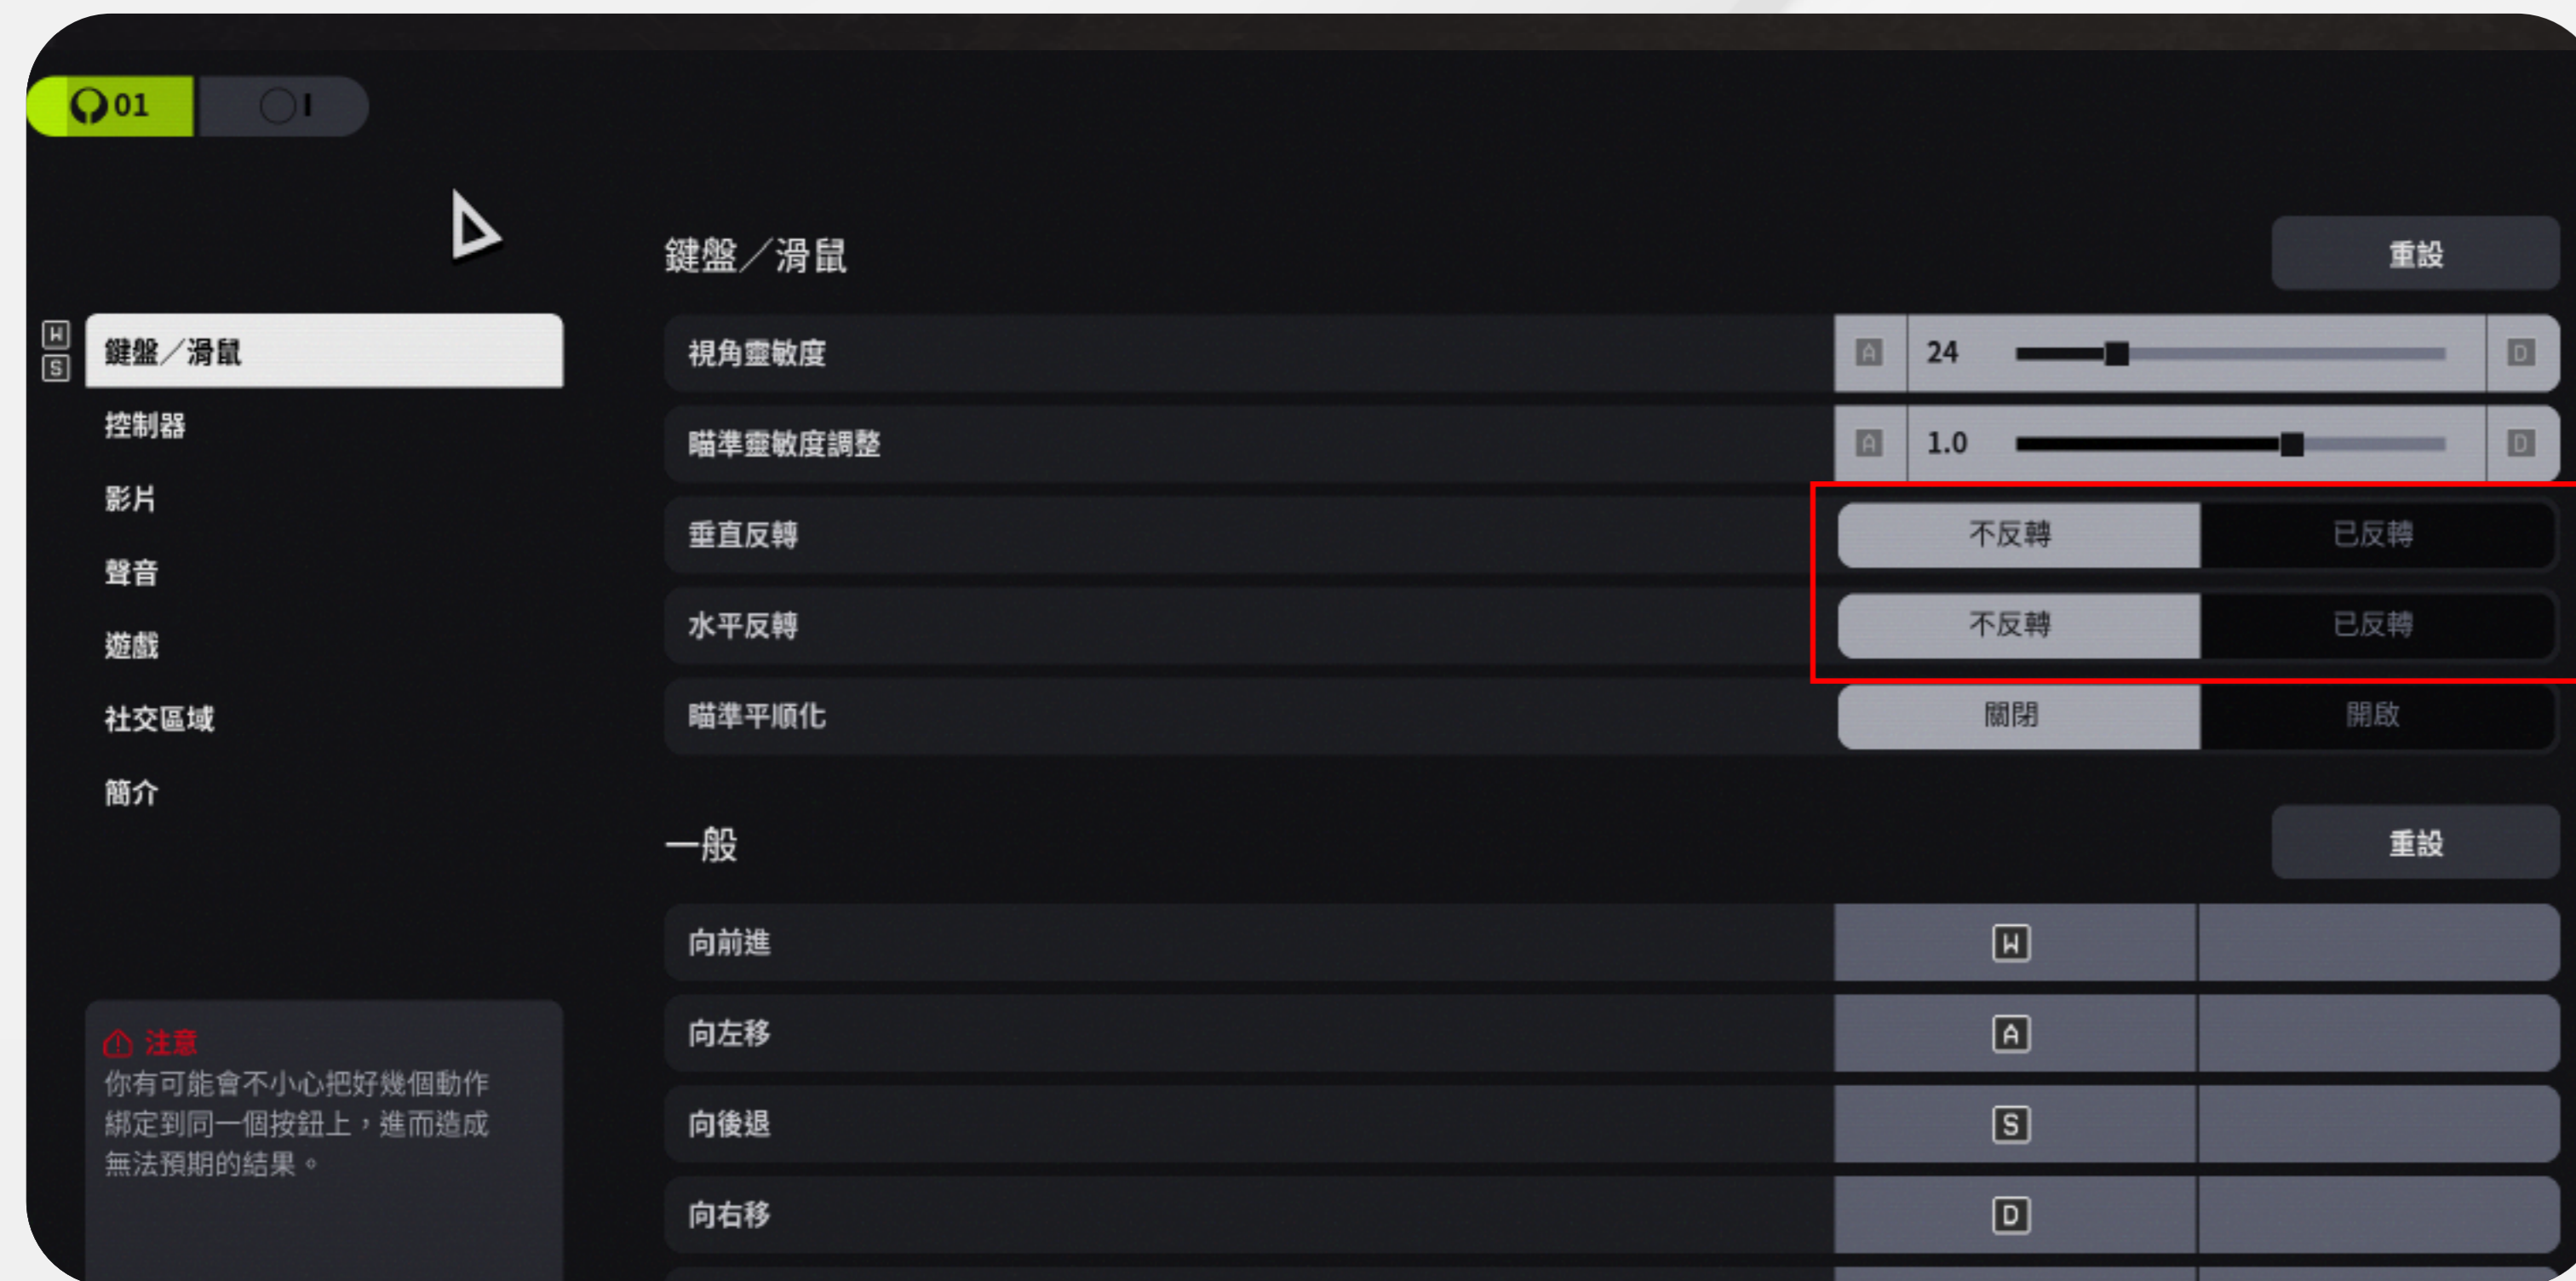 01
I
鍵盤／滑鼠
重設
W
S
鍵盤／滑鼠
控制器
影片
聲音
遊戲
社交區域
簡介
視角靈敏度
A
24
D
瞄準靈敏度調整
A
1.0
D
垂直反轉
不反轉
已反轉
水平反轉
不反轉
已反轉
瞄準平順化
關閉
開啟
一般
重設
向前進
W
向左移
A
向後退
S
向右移
D
注意
你有可能會不小心把好幾個動作
綁定到同一個按鈕上，進而造成
無法預期的結果。